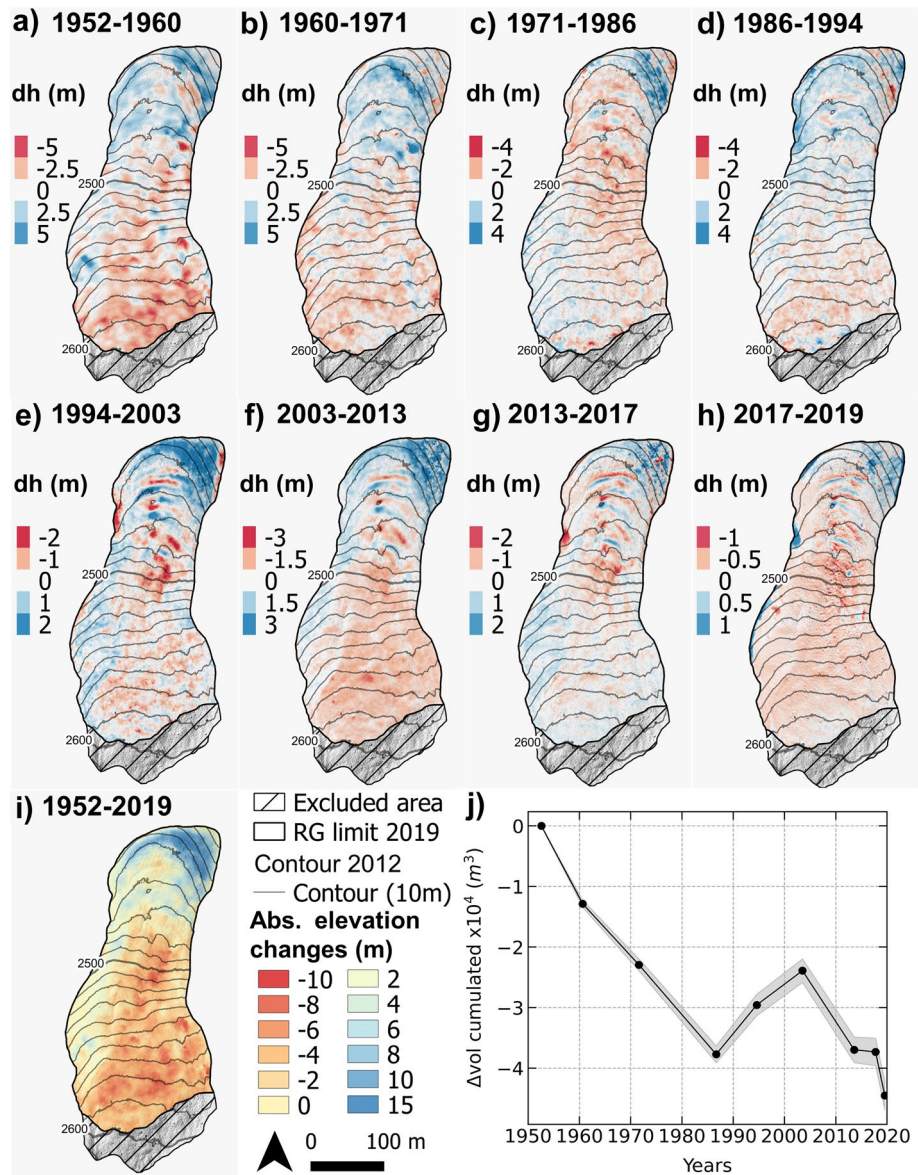 a) 1952-1960
dh (m)
-5
-2.5
0
2.5
5
2500
2600
b) 1960-1971
dh (m)
-5
-2.5
0
2.5
5
2500
2600
c) 1971-1986
dh (m)
-4
-2
0
2
4
2500
2600
d) 1986-1994
dh (m)
-4
-2
0
2
4
2500
2600
e) 1994-2003
dh (m)
-2
-1
0
1
2
2500
2600
f) 2003-2013
dh (m)
-3
-1.5
0
1.5
3
2500
2600
g) 2013-2017
dh (m)
-2
-1
0
1
2
2500
2600
h) 2017-2019
dh (m)
-1
-0.5
0
0.5
1
2500
2600
i) 1952-2019
2500
2600
Excluded area
RG limit 2019
Contour 2012
Contour (10m)
Abs. elevation
changes (m)
-10 2
-8 4
-6 6
-4 8
-2 10
0 15
0 100 m
j)
Δvol cumulated x10⁴ (m³)
0
−1
−2
−3
−4
1950 1960 1970 1980 1990 2000 2010 2020
Years